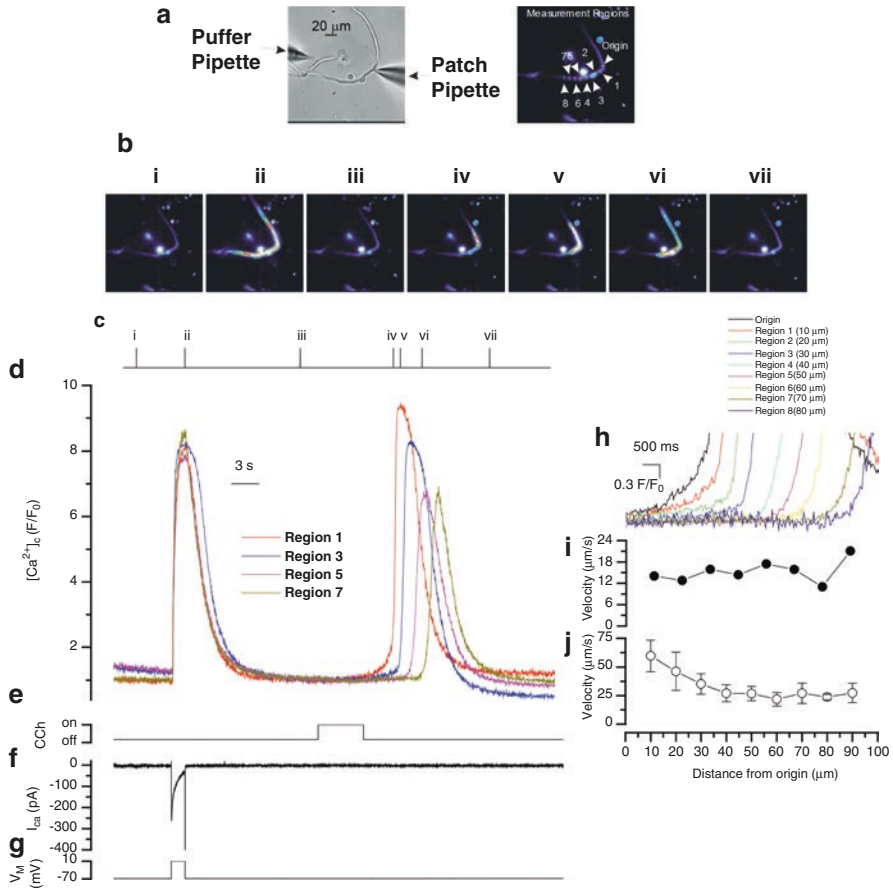 a
20 µm
Puffer
Pipette
Patch
Pipette
Measurement Regions
Origin
75
2
1
8
6
4
3
b
i
ii
iii
iv
v
vi
vii
c
i
ii
iii
iv
v
vi
vii
d
10
8
6
4
2
[Ca2+]c (F/F0)
3 s
Region 1
Region 3
Region 5
Region 7
e
on
off
CCh
f
0
-100
-200
-300
-400
Ica (pA)
g
10
-70
VM
(mV)
Origin
Region 1 (10 µm)
Region 2 (20 µm)
Region 3 (30 µm)
Region 4 (40 µm)
Region 5(50 µm)
Region 6(60 µm)
Region 7(70 µm)
Region 8(80 µm)
h
500 ms
0.3 F/F0
i
24
18
12
6
0
Velocity (µm/s)
j
75
50
25
0
Velocity (µm/s)
0 10 20 30 40 50 60 70 80 90 100
Distance from origin (µm)